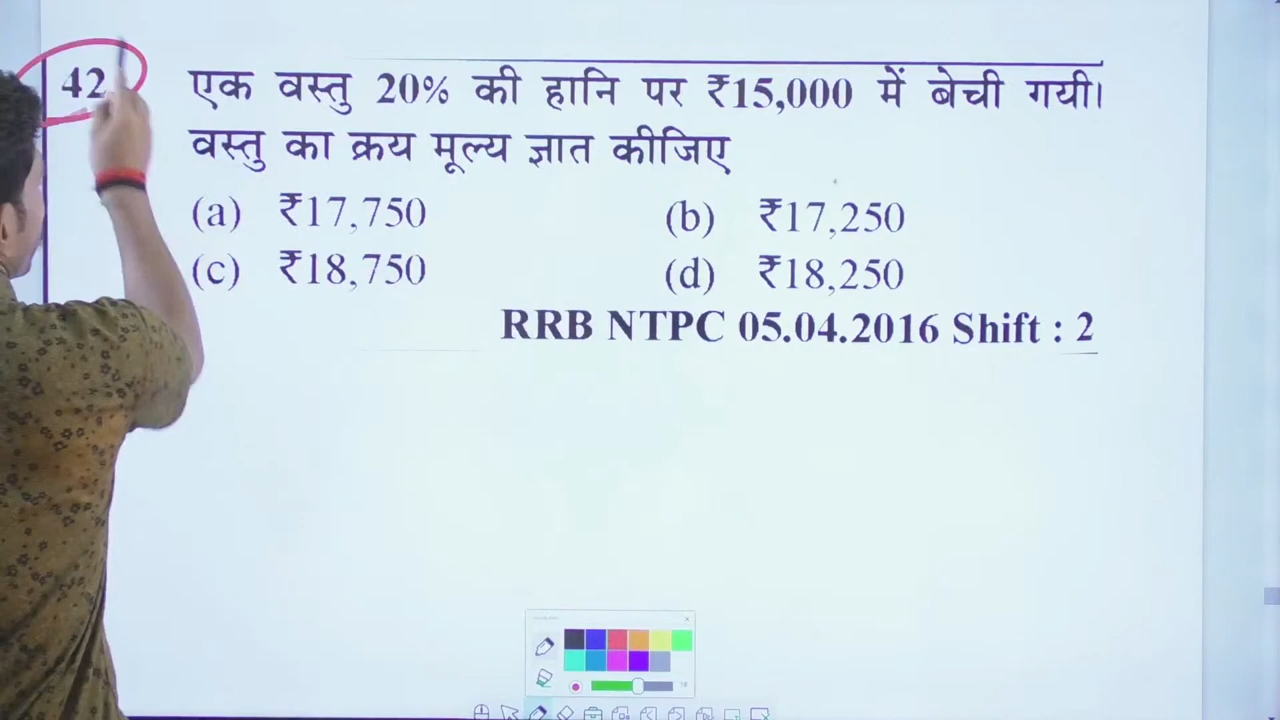 42. एक वस्तु 20% की हानि पर ₹15,000 में बेची गयी।
वस्तु का क्रय मूल्य ज्ञात कीजिए
(a) ₹17,750 (b) ₹17,250
(c) ₹18,750 (d) ₹18,250
RRB NTPC 05.04.2016 Shift : 2